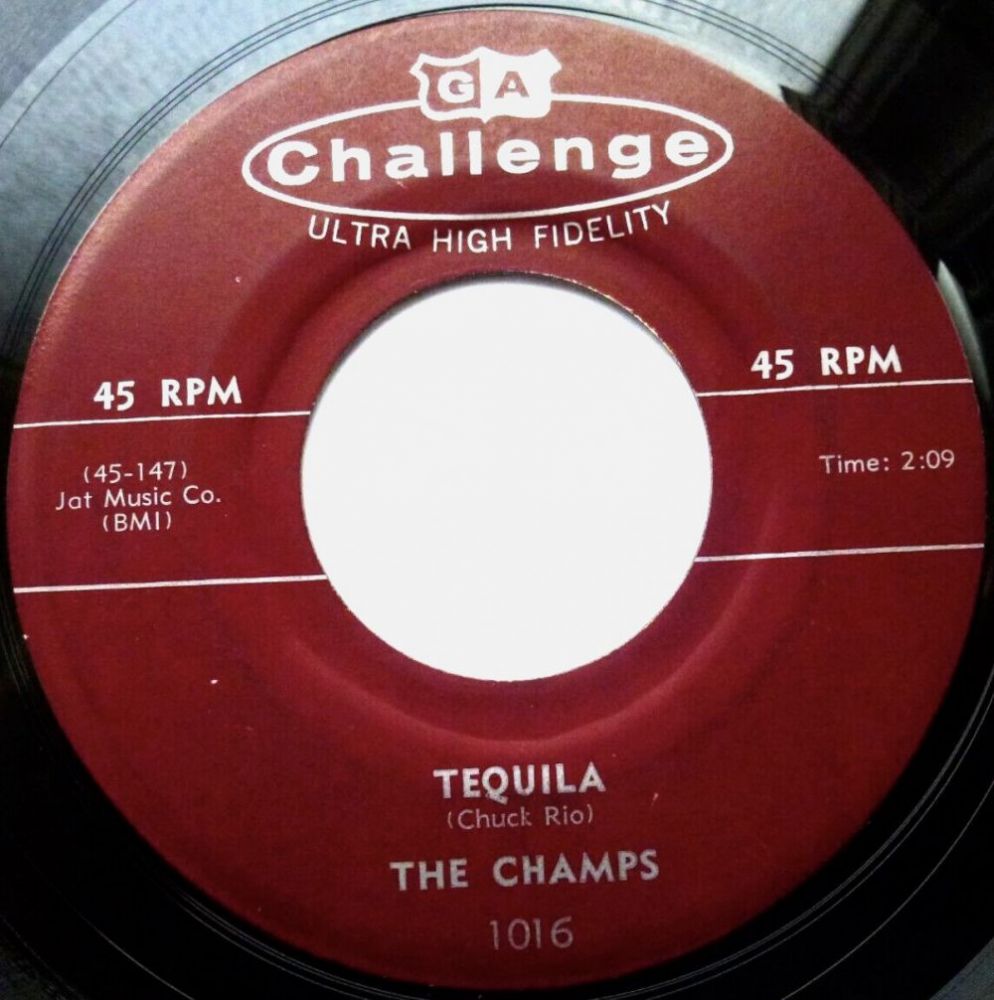 GA
Challenge
ULTRA HIGH FIDELITY
45 RPM
45 RPM
(45-147)
Jat Music Co.
(BMI)
Time: 2:09
TEQUILA
(Chuck Rio)
THE CHAMPS
1016